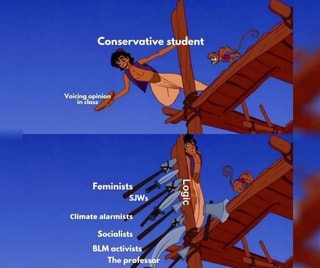 Conservative student
Voicing opinion
in class
Feminists
SJWs
Logic
Climate alarmists
Socialists
BLM activists
The professor